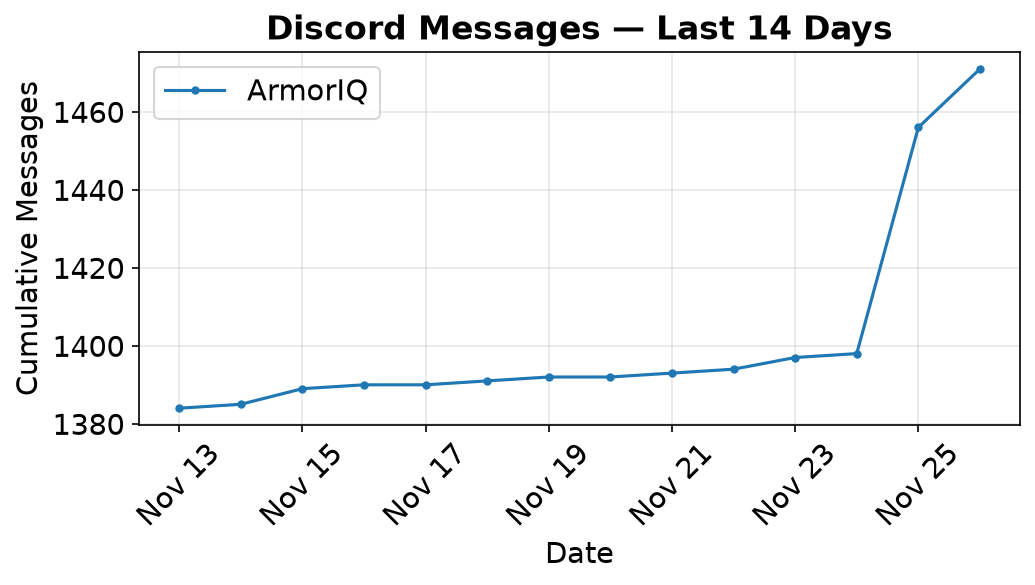 Discord Messages — Last 14 Days
ArmorIQ
Cumulative Messages
1460
1440
1420
1400
1380
Nov 13
Nov 15
Nov 17
Nov 19
Nov 21
Nov 23
Nov 25
Date